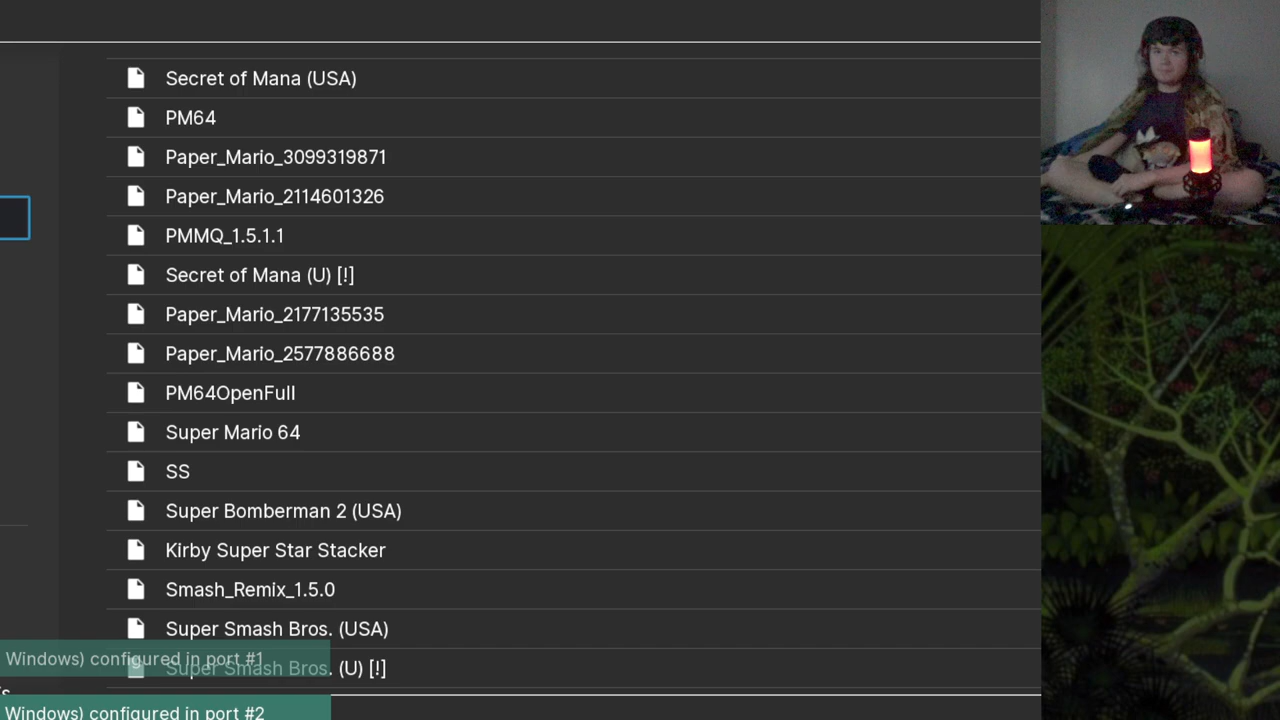 Secret of Mana (USA)
PM64
Paper_Mario_3099319871
Paper_Mario_2114601326
PMMQ_1.5.1.1
Secret of Mana (U) [!]
Paper_Mario_2177135535
Paper_Mario_2577886688
PM64OpenFull
Super Mario 64
SS
Super Bomberman 2 (USA)
Kirby Super Star Stacker
Smash_Remix_1.5.0
Super Smash Bros. (USA)
Windows) configured in port #1
Super Smash Bros. (U) [!]
Windows) configured in port #2